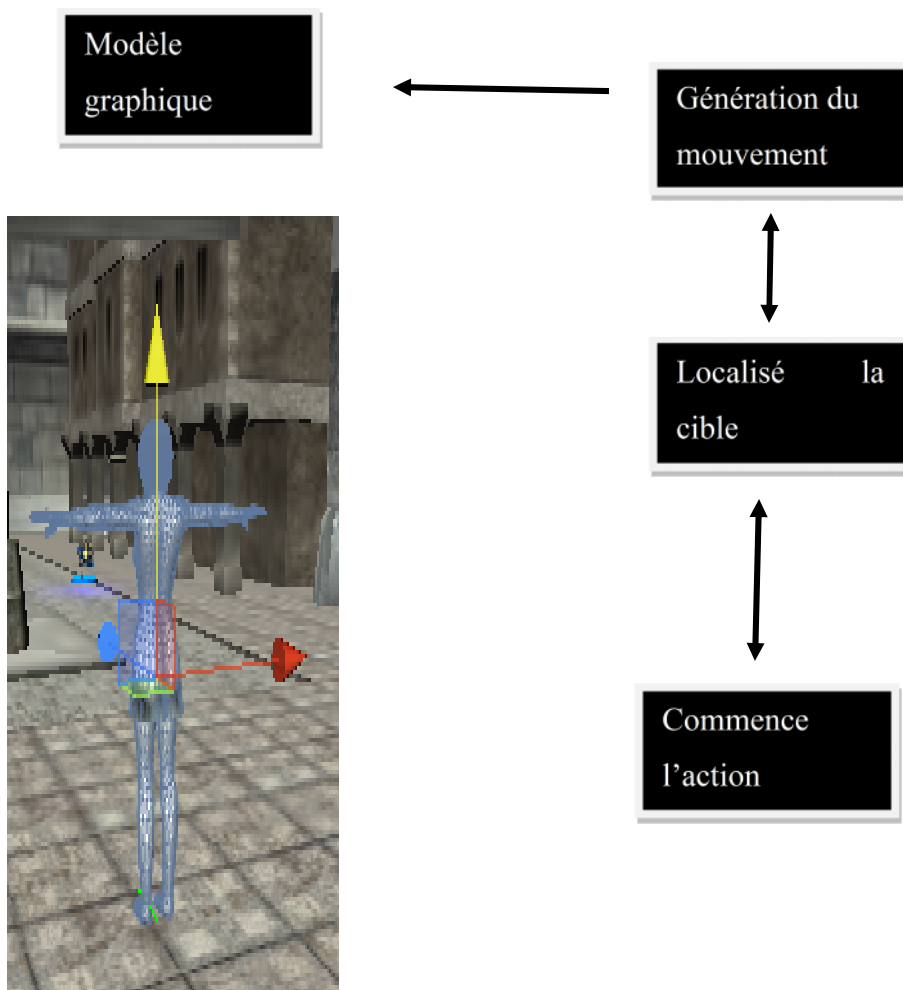 Modèle
graphique
Génération du
mouvement
Localisé la
cible
Commence
l'action